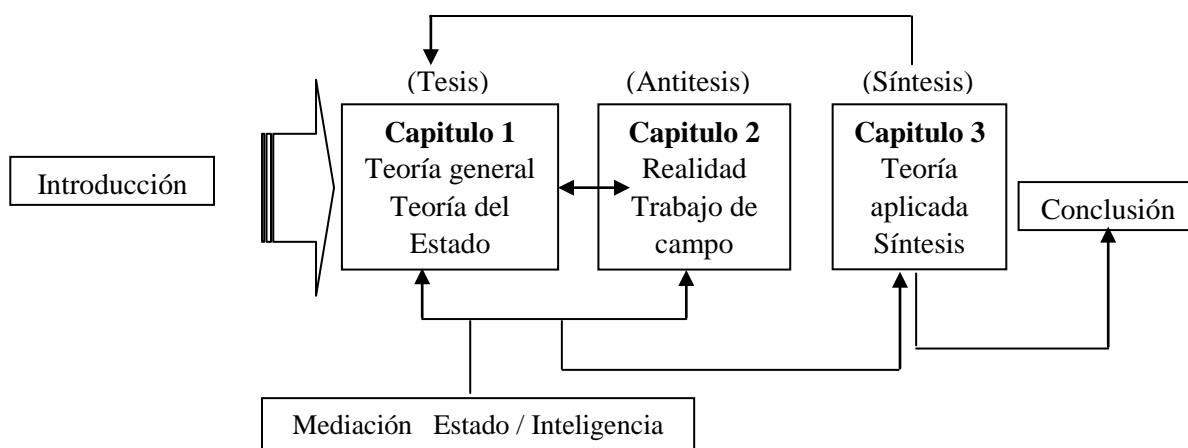 (Tesis)
(Antitesis)
(Síntesis)
Introducción
Capitulo 1
Teoría general
Teoría del
Estado
Capitulo 2
Realidad
Trabajo de
campo
Capitulo 3
Teoría
aplicada
Síntesis
Conclusión
Mediación Estado / Inteligencia